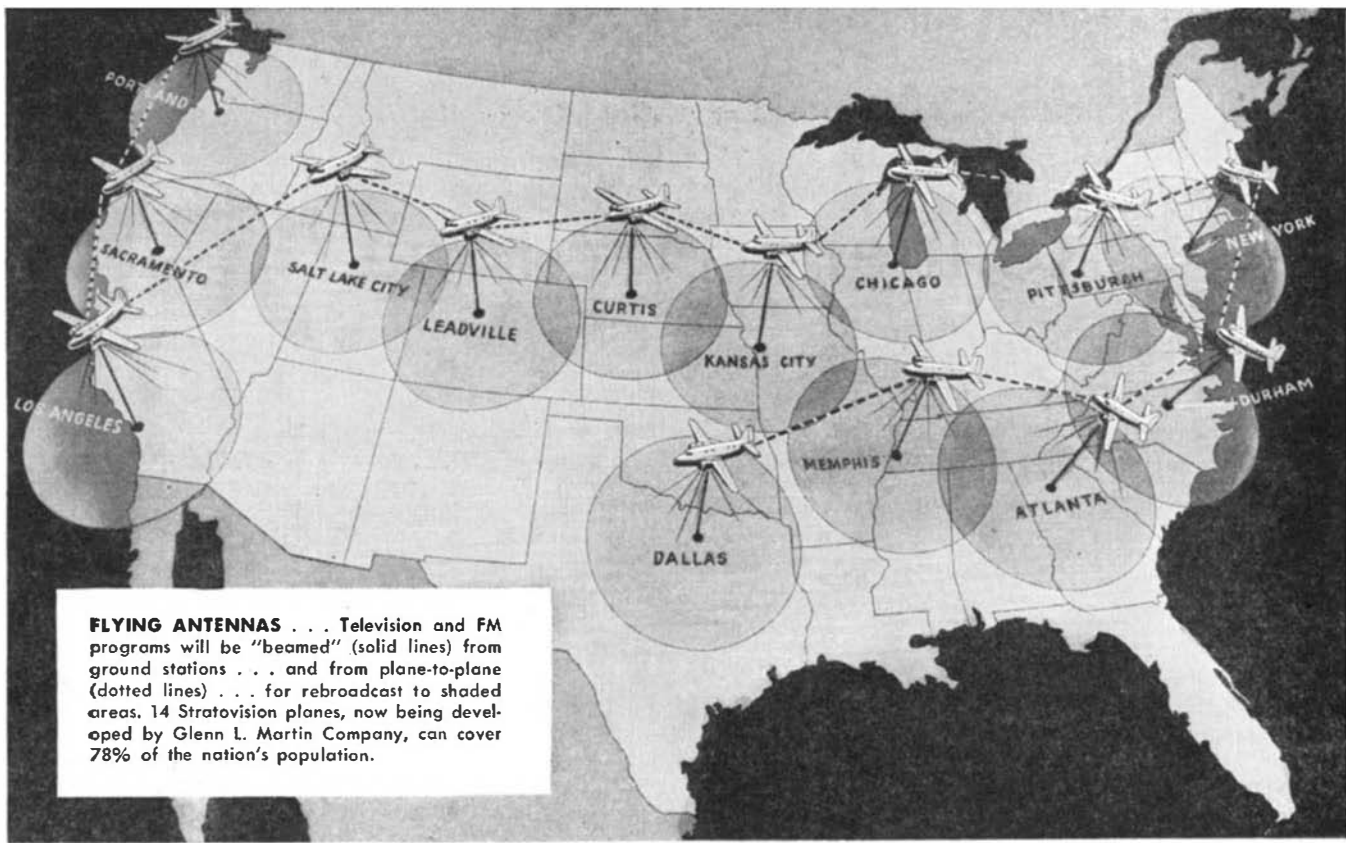 PORTLAND
SACRAMENTO
SALT LAKE CITY
LEADVILLE
CURTIS
KANSAS CITY
CHICAGO
PITTSBURGH
NEW YORK
LOS ANGELES
DURHAM
MEMPHIS
ATLANTA
DALLAS
FLYING ANTENNAS . . . Television and FM
programs will be "beamed" (solid lines) from
ground stations . . . and from plane-to-plane
(dotted lines) . . . for rebroadcast to shaded
areas. 14 Stratovision planes, now being devel-
oped by Glenn L. Martin Company, can cover
78% of the nation's population.